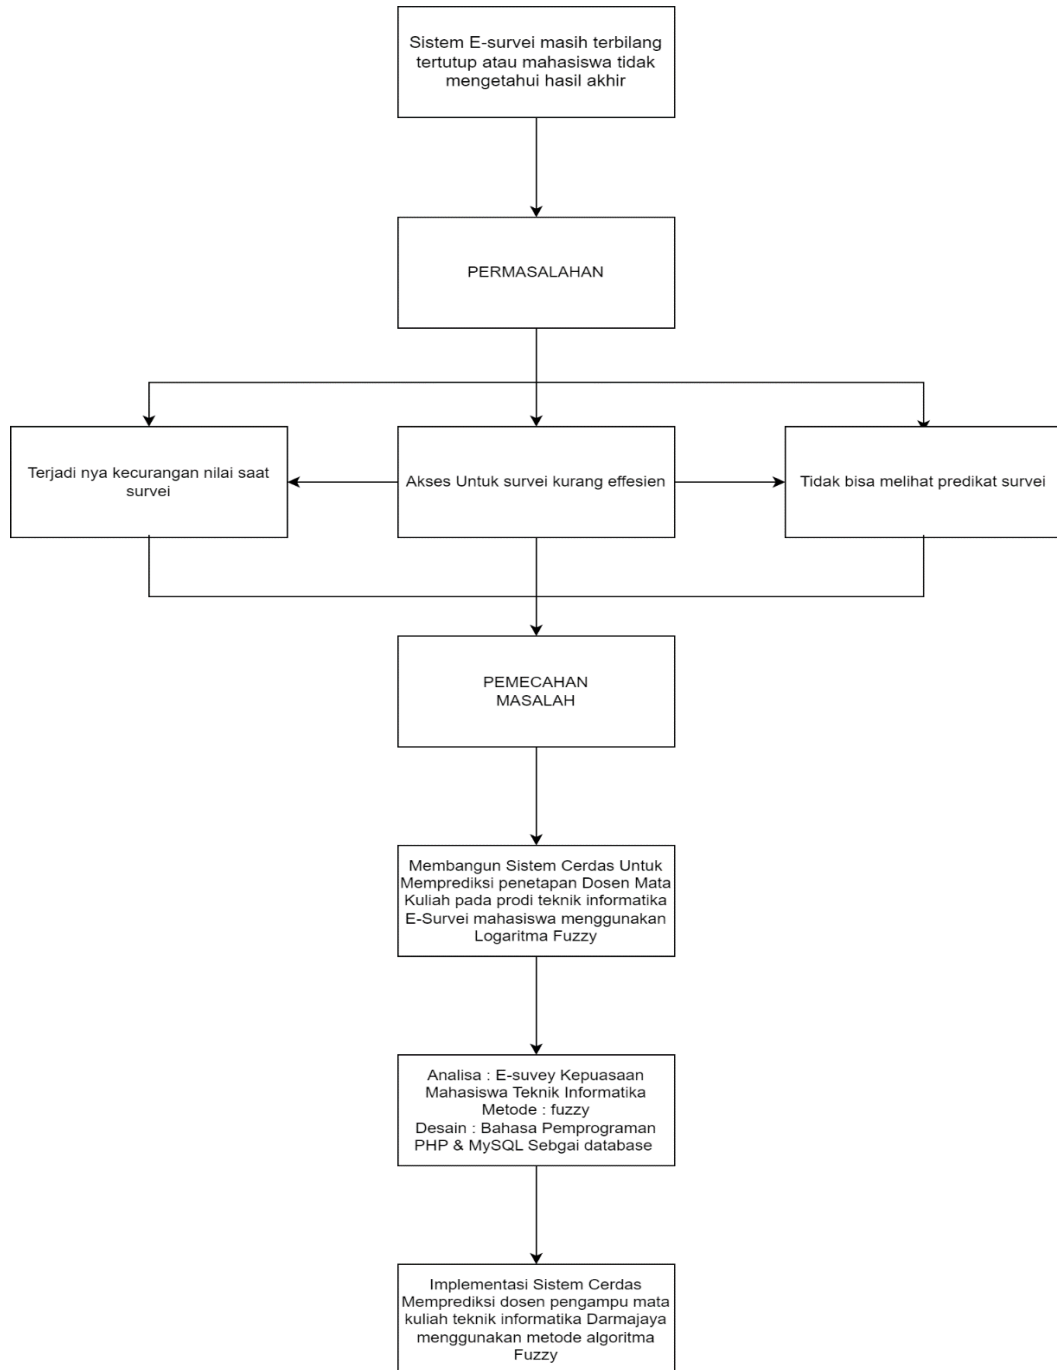 Sistem E-survei masih terbilang
tertutup atau mahasiswa tidak
mengetahui hasil akhir
PERMASALAHAN
Terjadi nya kecurangan nilai saat
survei
Akses Untuk survei kurang effesien
Tidak bisa melihat predikat survei
PEMECAHAN
MASALAH
Membangun Sistem Cerdas Untuk
Memprediksi penetapan Dosen Mata
Kuliah pada prodi teknik informatika
E-Survei mahasiswa menggunakan
Logaritma Fuzzy
Analisa : E-suvey Kepuasaan
Mahasiswa Teknik Informatika
Metode : fuzzy
Desain : Bahasa Pemprograman
PHP & MySQL Sebgai database
Implementasi Sistem Cerdas
Memprediksi dosen pengampu mata
kuliah teknik informatika Darmajaya
menggunakan metode algoritma
Fuzzy